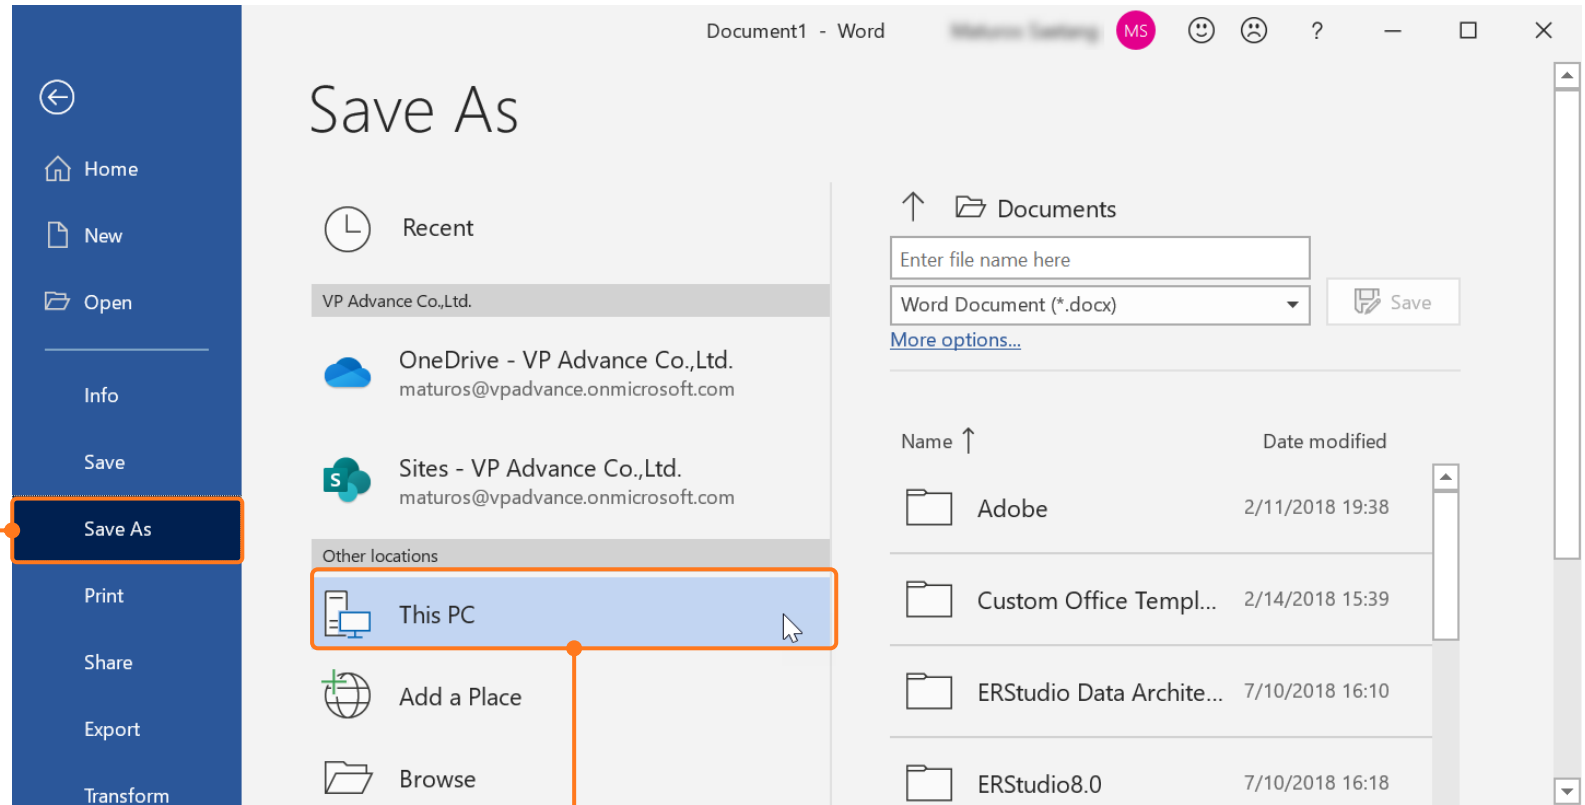 Document1 - Word
MS
?
Save As
Home
New
Open
Info
Save
Save As
Print
Share
Export
Transform
Recent
VP Advance Co.,Ltd.
OneDrive - VP Advance Co.,Ltd.
maturos@vpadvance.onmicrosoft.com
S
Sites - VP Advance Co.,Ltd.
maturos@vpadvance.onmicrosoft.com
Other locations
This PC
Add a Place
Browse
Documents
Enter file name here
Word Document (*.docx)
Save
More options...
Name Date modified
Adobe 2/11/2018 19:38
Custom Office Templ... 2/14/2018 15:39
ERStudio Data Archite... 7/10/2018 16:10
ERStudio8.0 7/10/2018 16:18